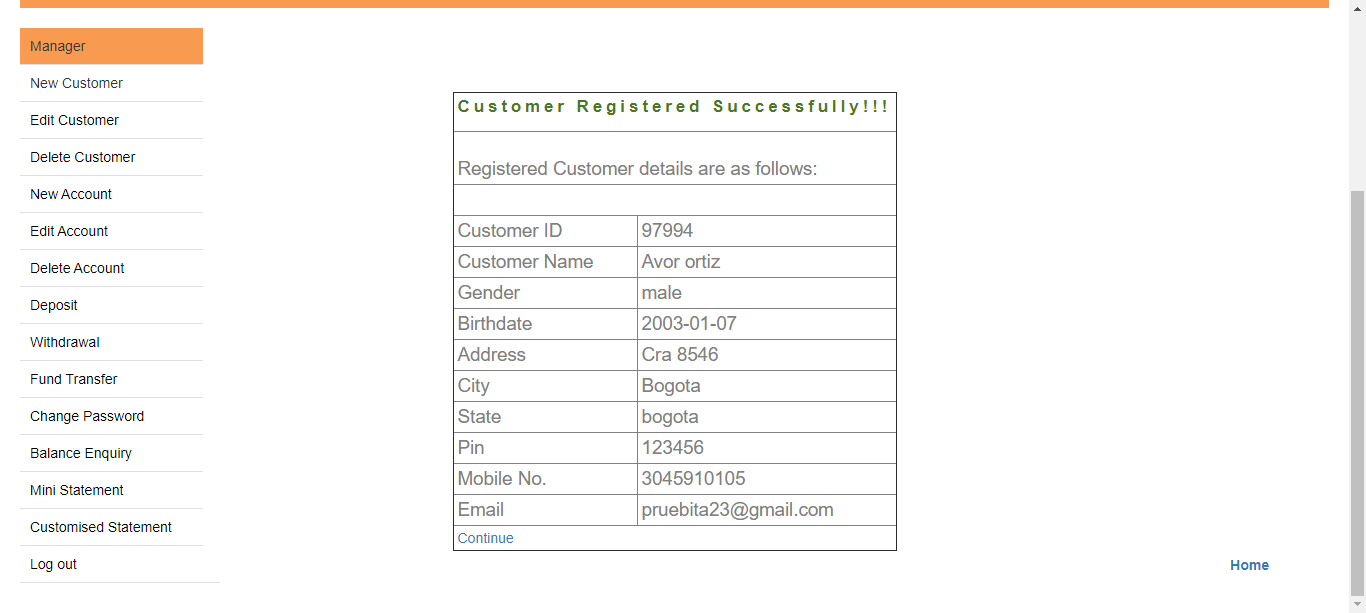 Manager
New Customer
Edit Customer
Delete Customer
New Account
Edit Account
Delete Account
Deposit
Withdrawal
Fund Transfer
Change Password
Balance Enquiry
Mini Statement
Customised Statement
Log out
Customer Registered Successfully!!!
Registered Customer details are as follows:
Customer ID 97994
Customer Name Avor ortiz
Gender male
Birthdate 2003-01-07
Address Cra 8546
City Bogota
State bogota
Pin 123456
Mobile No. 3045910105
Email pruebita23@gmail.com
Continue
Home